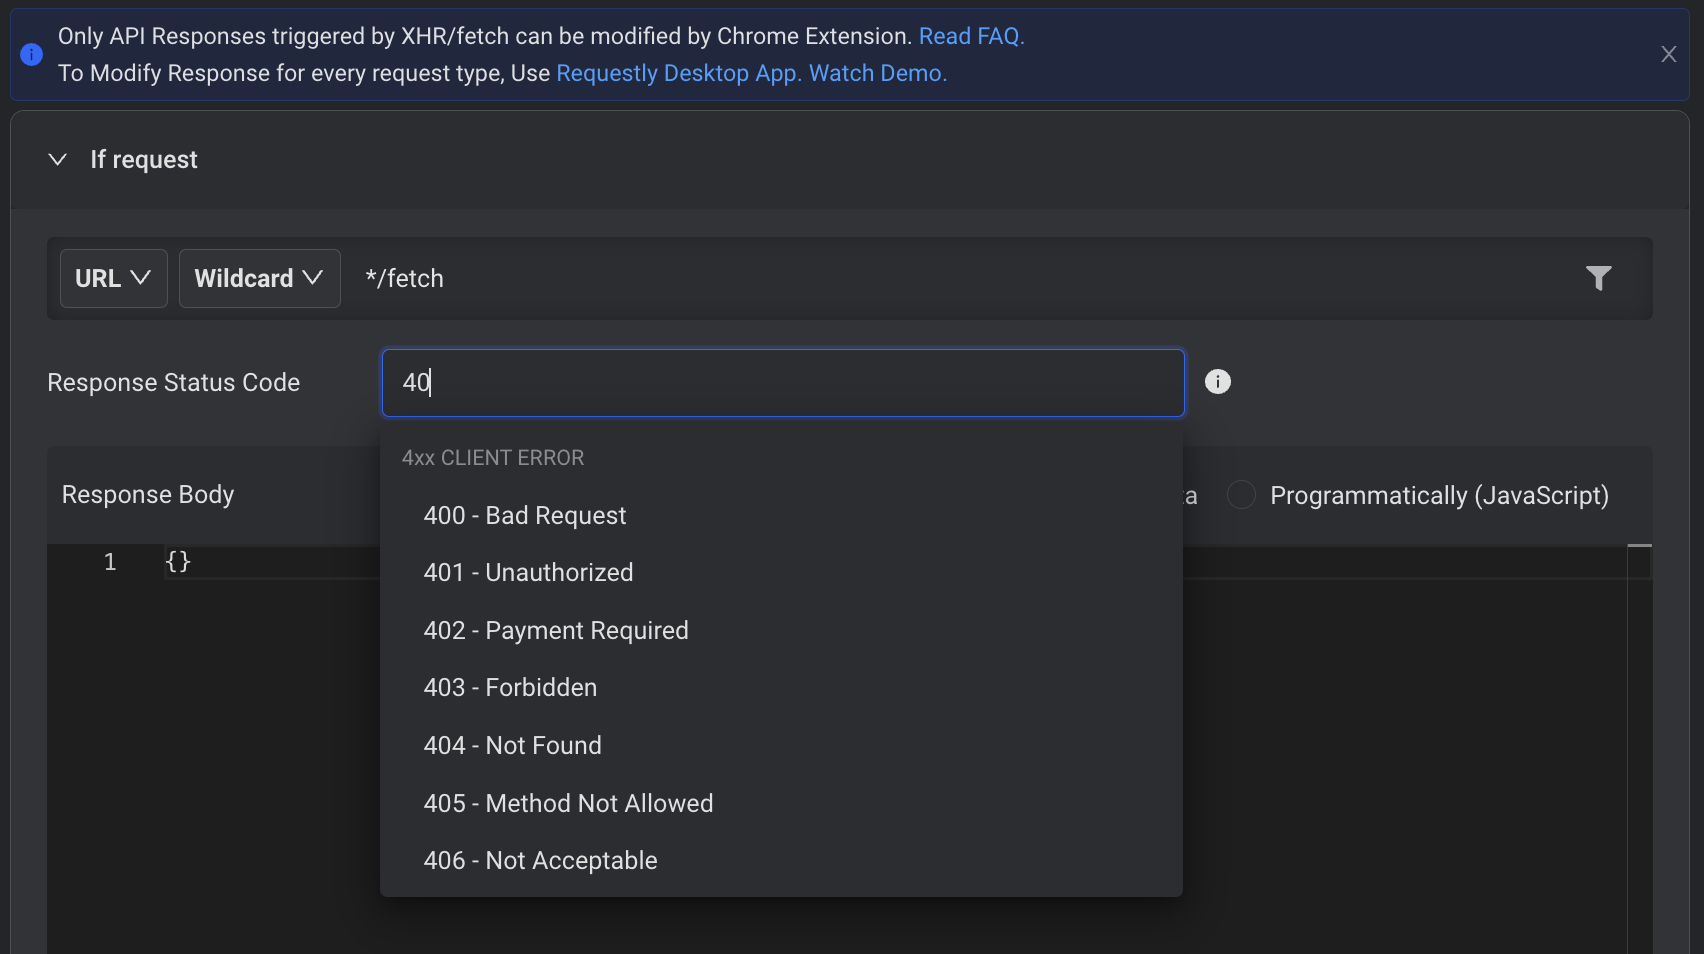 Only API Responses triggered by XHR/fetch can be modified by Chrome Extension. Read FAQ.
To Modify Response for every request type, Use Requestly Desktop App. Watch Demo.
If request
URL Wildcard */fetch
Response Status Code 40
4xx CLIENT ERROR
Response Body Programmatically (JavaScript)
400 - Bad Request
1 {}
401 - Unauthorized
402 - Payment Required
403 - Forbidden
404 - Not Found
405 - Method Not Allowed
406 - Not Acceptable